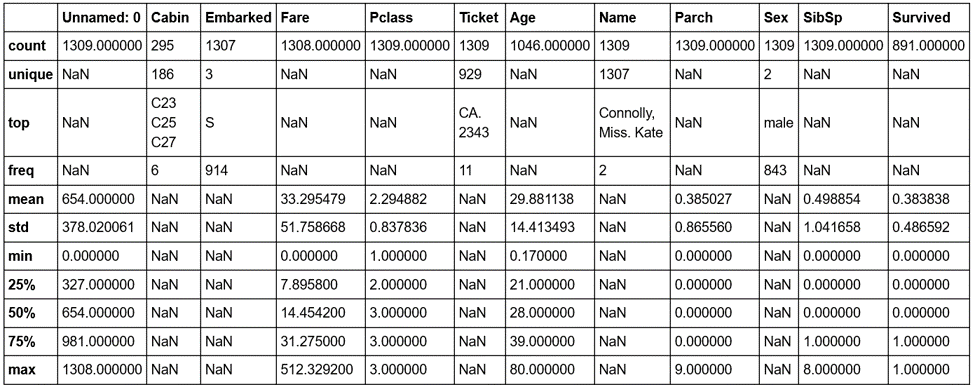 Unnamed: 0 Cabin Embarked Fare Pclass Ticket Age Name Parch Sex SibSp Survived
count 1309.000000 295 1307 1308.000000 1309.000000 1309 1046.000000 1309 1309.000000 1309 1309.000000 891.000000
unique NaN 186 3 NaN NaN 929 NaN 1307 NaN 2 NaN NaN
top NaN C23 C25 C27 S NaN NaN CA. 2343 NaN Connolly, Miss. Kate NaN male NaN NaN
freq NaN 6 914 NaN NaN 11 NaN 2 NaN 843 NaN NaN
mean 654.000000 NaN NaN 33.295479 2.294882 NaN 29.881138 NaN 0.385027 NaN 0.498854 0.383838
std 378.020061 NaN NaN 51.758668 0.837836 NaN 14.413493 NaN 0.865560 NaN 1.041658 0.486592
min 0.000000 NaN NaN 0.000000 1.000000 NaN 0.170000 NaN 0.000000 NaN 0.000000 0.000000
25% 327.000000 NaN NaN 7.895800 2.000000 NaN 21.000000 NaN 0.000000 NaN 0.000000 0.000000
50% 654.000000 NaN NaN 14.454200 3.000000 NaN 28.000000 NaN 0.000000 NaN 0.000000 0.000000
75% 981.000000 NaN NaN 31.275000 3.000000 NaN 39.000000 NaN 0.000000 NaN 1.000000 1.000000
max 1308.000000 NaN NaN 512.329200 3.000000 NaN 80.000000 NaN 9.000000 NaN 8.000000 1.000000